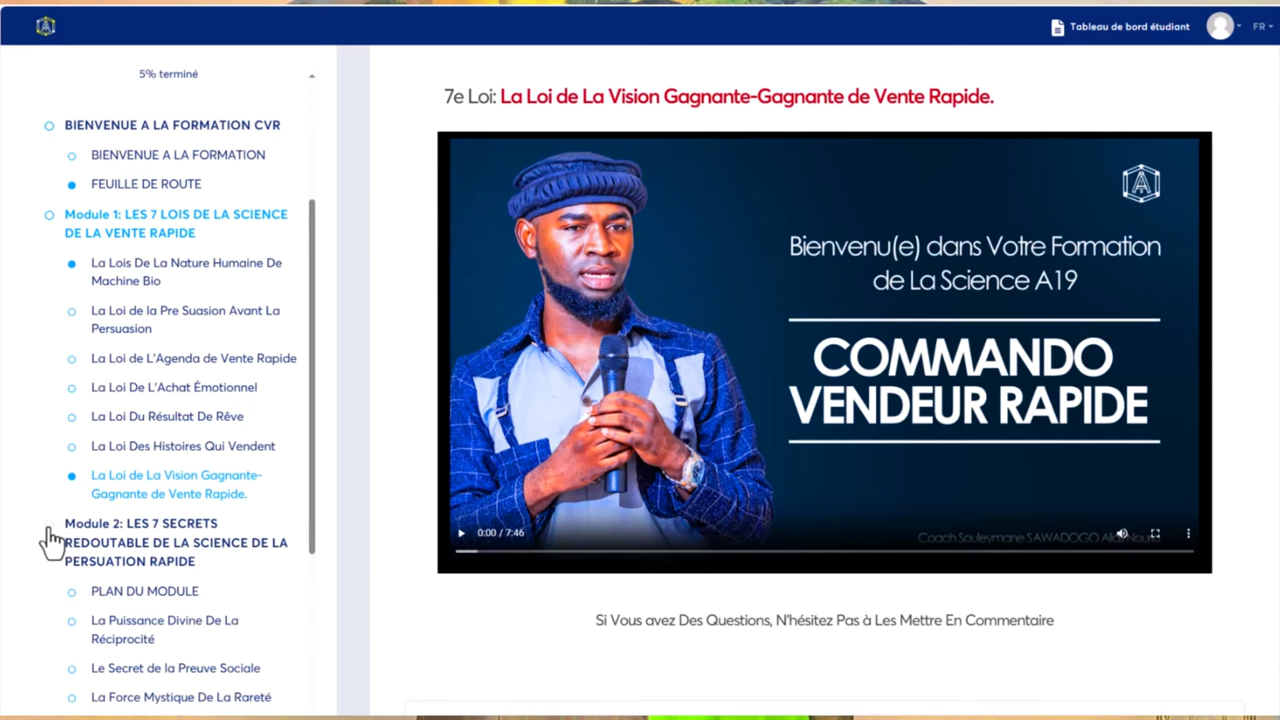 Tableau de bord étudiant
FR
5% terminé
BIENVENUE A LA FORMATION CVR
BIENVENUE A LA FORMATION
FEUILLE DE ROUTE
Module 1: LES 7 LOIS DE LA SCIENCE
DE LA VENTE RAPIDE
La Lois De La Nature Humaine De
Machine Bio
La Loi de la Pre Suasion Avant La
Persuasion
La Loi de L'Agenda de Vente Rapide
La Loi De L'Achat Émotionnel
La Loi Du Résultat De Rêve
La Loi Des Histoires Qui Vendent
La Loi de La Vision Gagnante-
Gagnante de Vente Rapide.
Module 2: LES 7 SECRETS
REDOUTABLE DE LA SCIENCE DE LA
PERSUATION RAPIDE
PLAN DU MODULE
La Puissance Divine De La
Réciprocité
Le Secret de la Preuve Sociale
La Force Mystique De La Rareté
7e Loi: La Loi de La Vision Gagnante-Gagnante de Vente Rapide.
Bienvenu(e) dans Votre Formation
de La Science A19
COMMANDO
VENDEUR RAPIDE
0:00 / 7:46
Coach Souleymane SAWADOGO Alias Nouro
Si Vous avez Des Questions, N'hésitez Pas à Les Mettre En Commentaire